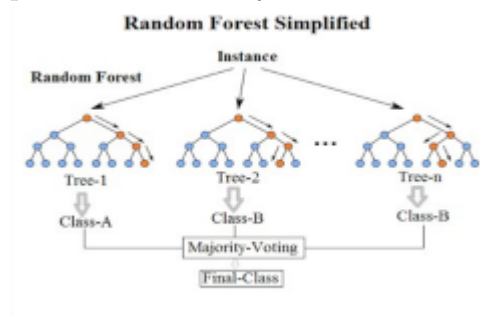 Random Forest Simplified
Instance
Random Forest
...
Tree-1 Tree-2 Tree-n
Class-A Class-B Class-B
Majority-Voting
Final-Class